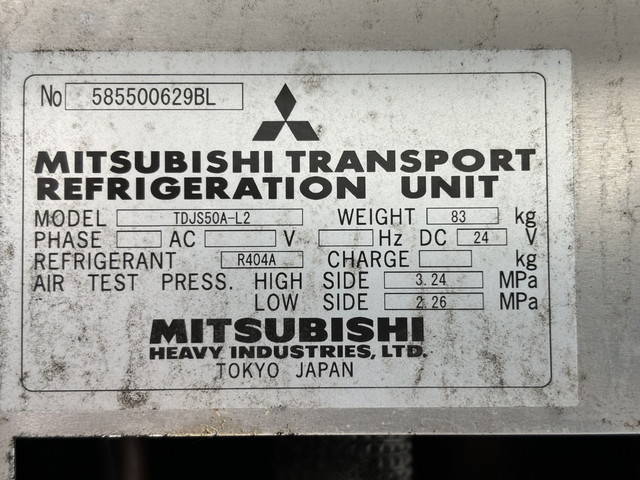 No 585500629BL
MITSUBISHI TRANSPORT
REFRIGERATION UNIT
MODEL TDJS50A-L2 WEIGHT 83 kg
PHASE AC V Hz DC 24 V
REFRIGERANT R404A CHARGE kg
AIR TEST PRESS. HIGH SIDE 3.24 MPa
LOW SIDE 2.26 MPa
MITSUBISHI
HEAVY INDUSTRIES, LTD.
TOKYO JAPAN